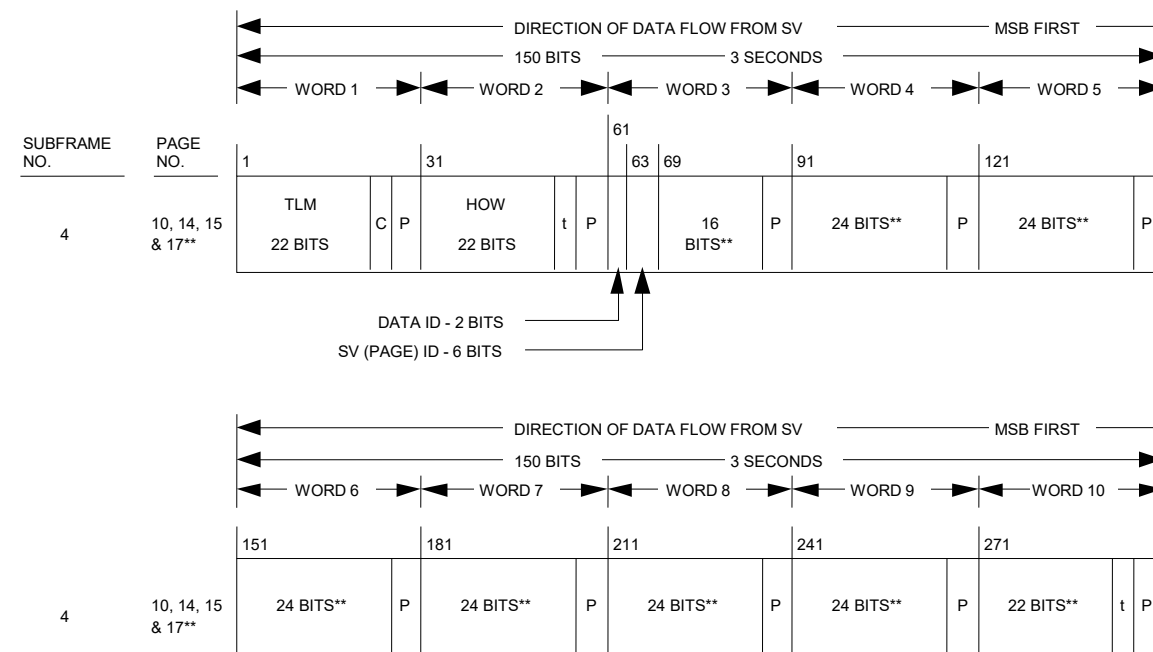 DIRECTION OF DATA FLOW FROM SV MSB FIRST
150 BITS 3 SECONDS
WORD 1 WORD 2 WORD 3 WORD 4 WORD 5
SUBFRAME NO.
PAGE NO.
1 31 61 63 69 91 121
4
10, 14, 15
& 17**
TLM
22 BITS
C P
HOW
22 BITS
t P
16
BITS**
P
24 BITS** P
24 BITS** P
DATA ID - 2 BITS
SV (PAGE) ID - 6 BITS
DIRECTION OF DATA FLOW FROM SV MSB FIRST
150 BITS 3 SECONDS
WORD 6 WORD 7 WORD 8 WORD 9 WORD 10
151 181 211 241 271
4
10, 14, 15
& 17**
24 BITS** P 24 BITS** P 24 BITS** P 24 BITS** P 22 BITS** t P